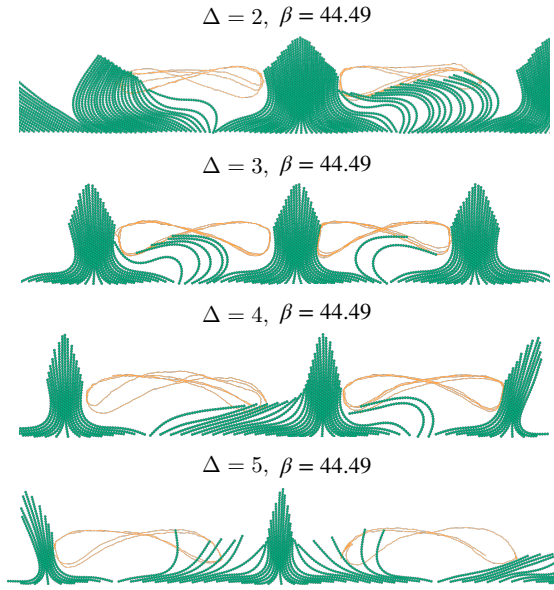 Δ = 2, β = 44.49
Δ = 3, β = 44.49
Δ = 4, β = 44.49
Δ = 5, β = 44.49